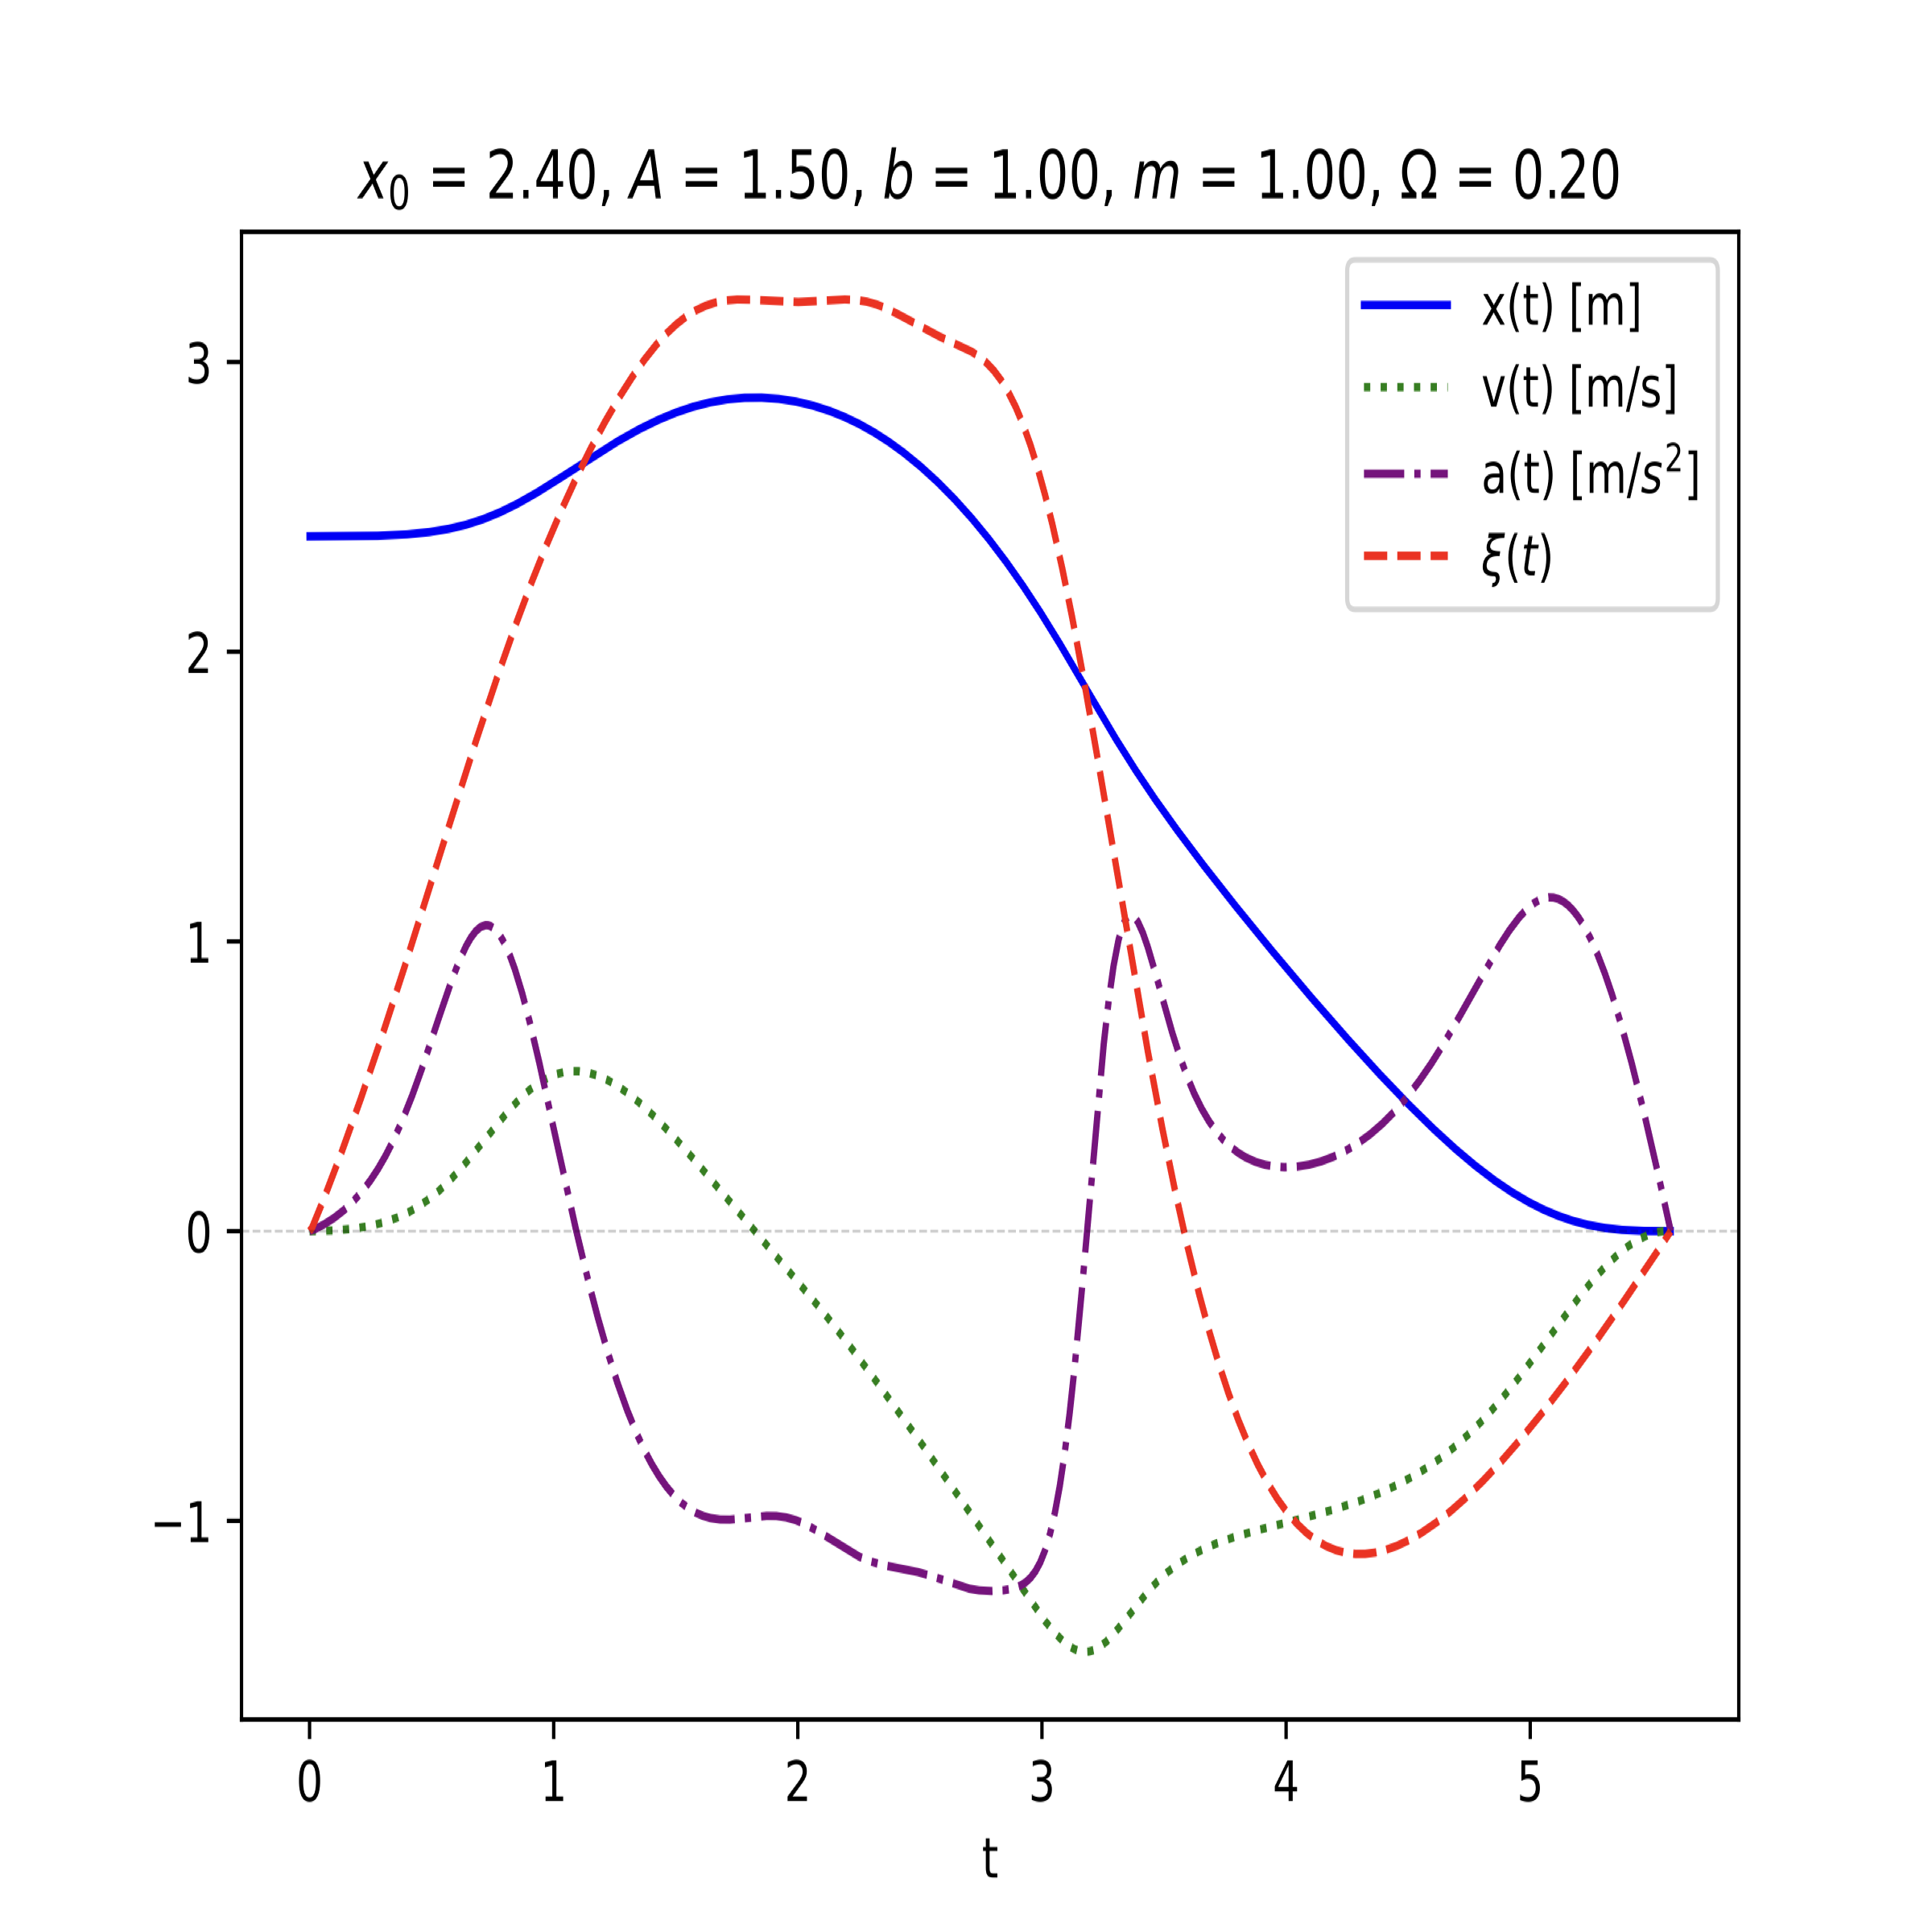 x₀ = 2.40, A = 1.50, b = 1.00, m = 1.00, Ω = 0.20
x(t) [m]
v(t) [m/s]
a(t) [m/s²]
ξ(t)
3
2
1
0
−1
0 1 2 3 4 5
t